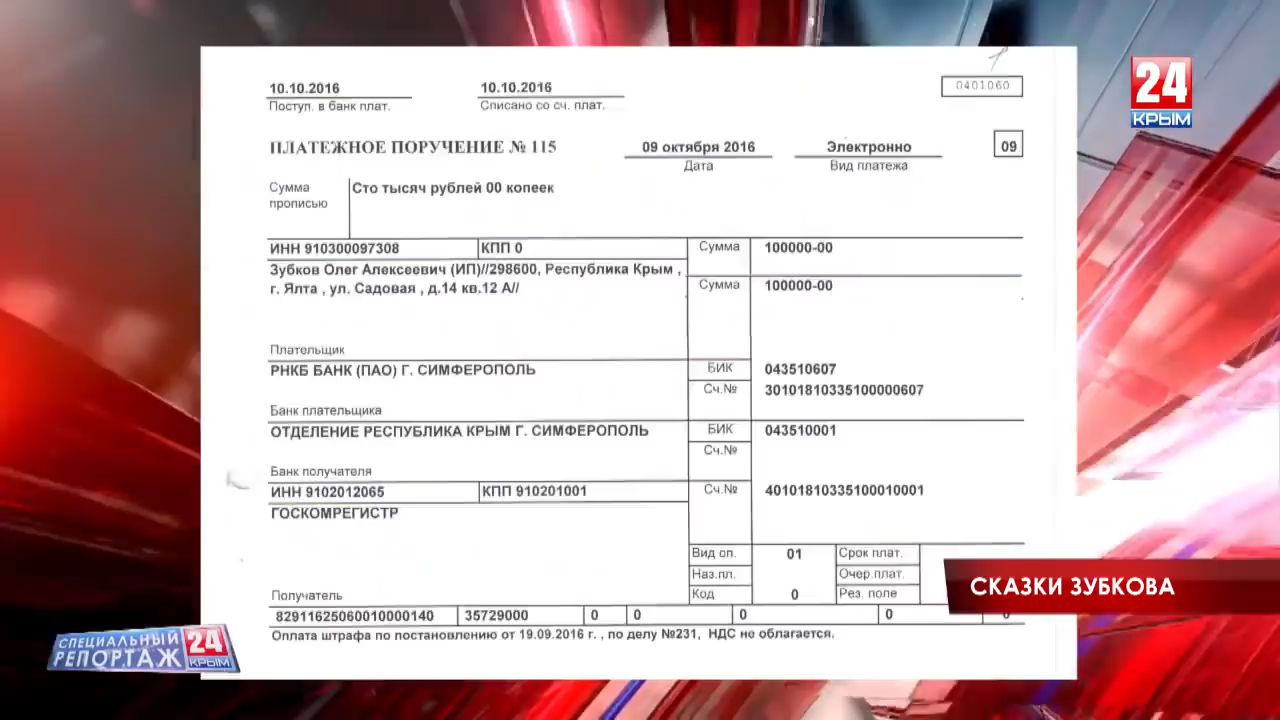 10.10.2016
10.10.2016
0401060
Поступ. в банк плат.
Списано со сч. плат.
24
КРЫМ
ПЛАТЕЖНОЕ ПОРУЧЕНИЕ № 115
09 октября 2016
Электронно
09
Дата
Вид платежа
Сумма
прописью
Сто тысяч рублей 00 копеек
ИНН 910300097308
КПП 0
Сумма
100000-00
Зубков Олег Алексеевич (ИП)//298600, Республика Крым ,
г. Ялта , ул. Садовая , д.14 кв.12 А//
Сумма
100000-00
Плательщик
РНКБ БАНК (ПАО) Г. СИМФЕРОПОЛЬ
БИК
043510607
Сч.№
30101810335100000607
Банк плательщика
ОТДЕЛЕНИЕ РЕСПУБЛИКА КРЫМ Г. СИМФЕРОПОЛЬ
БИК
043510001
Сч.№
Банк получателя
ИНН 9102012065
КПП 910201001
Сч.№
40101810335100010001
ГОСКОМРЕГИСТР
Вид оп.
01
Срок плат.
Наз.пл.
Очер.плат.
Получатель
Код
0
Рез. поле
СКАЗКИ ЗУБКОВА
82911625060010000140
35729000
0
0
0
0
0
Оплата штрафа по постановлению от 19.09.2016 г. , по делу №231, НДС не облагается.
СПЕЦИАЛЬНЫЙ
РЕПОРТАЖ
24
КРЫМ